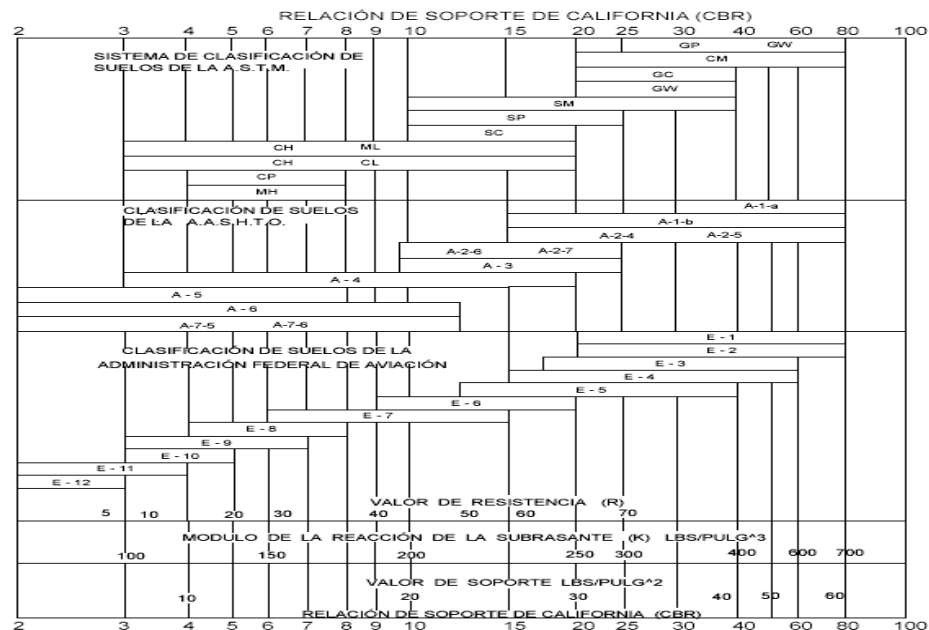 RELACIÓN DE SOPORTE DE CALIFORNIA (CBR)
2 3 4 5 6 7 8 9 10 15 20 25 30 40 50 60 80 100
SISTEMA DE CLASIFICACIÓN DE
SUELOS DE LA A.S.T.M.
GP GW
CM
GC
GW
SM
SP
SC
CH ML
CH CL
CP
MH
CLASIFICACIÓN DE SUELOS
DE LA A.A.S.H.T.O.
A-1-a
A-1-b
A-2-4 A-2-5
A-2-6 A-2-7
A - 3
A - 4
A - 5
A - 6
A-7-5 A-7-6
CLASIFICACIÓN DE SUELOS DE LA
ADMINISTRACIÓN FEDERAL DE AVIACIÓN
E - 1
E - 2
E - 3
E - 4
E - 5
E - 6
E - 7
E - 8
E - 9
E - 10
E - 11
E - 12
VALOR DE RESISTENCIA (R)
5 10 20 30 40 50 60 70
MODULO DE LA REACCIÓN DE LA SUBRASANTE (K) LBS/PULG^3
100 150 200 250 300 400 600 700
VALOR DE SOPORTE LBS/PULG^2
10 20 30 40 50 60
RELACIÓN DE SOPORTE DE CALIFORNIA (CBR)
2 3 4 5 6 7 8 9 10 15 20 25 30 40 50 60 80 100